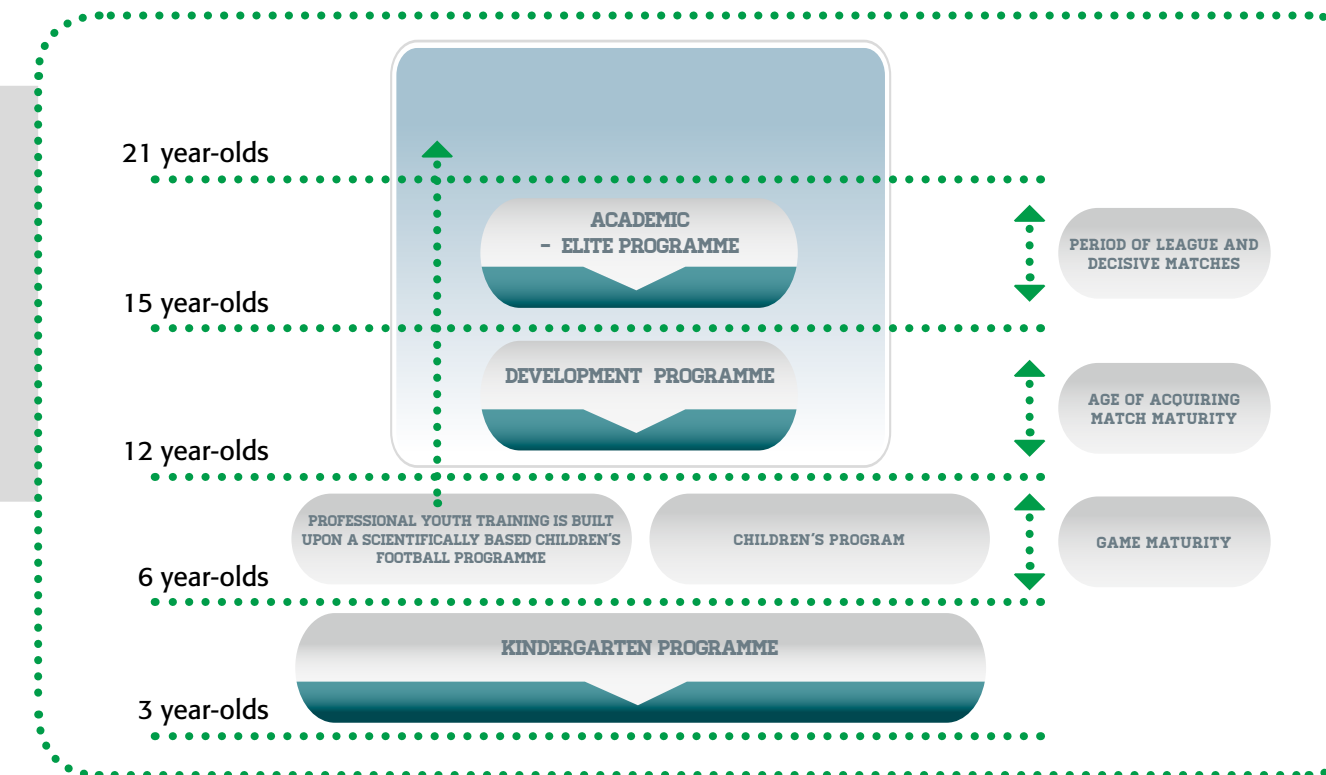 21 year-olds
ACADEMIC
- ELITE PROGRAMME
PERIOD OF LEAGUE AND
DECISIVE MATCHES
15 year-olds
DEVELOPMENT PROGRAMME
AGE OF ACQUIRING
MATCH MATURITY
12 year-olds
PROFESSIONAL YOUTH TRAINING IS BUILT
UPON A SCIENTIFICALLY BASED CHILDREN'S
FOOTBALL PROGRAMME
CHILDREN'S PROGRAM
GAME MATURITY
6 year-olds
KINDERGARTEN PROGRAMME
3 year-olds